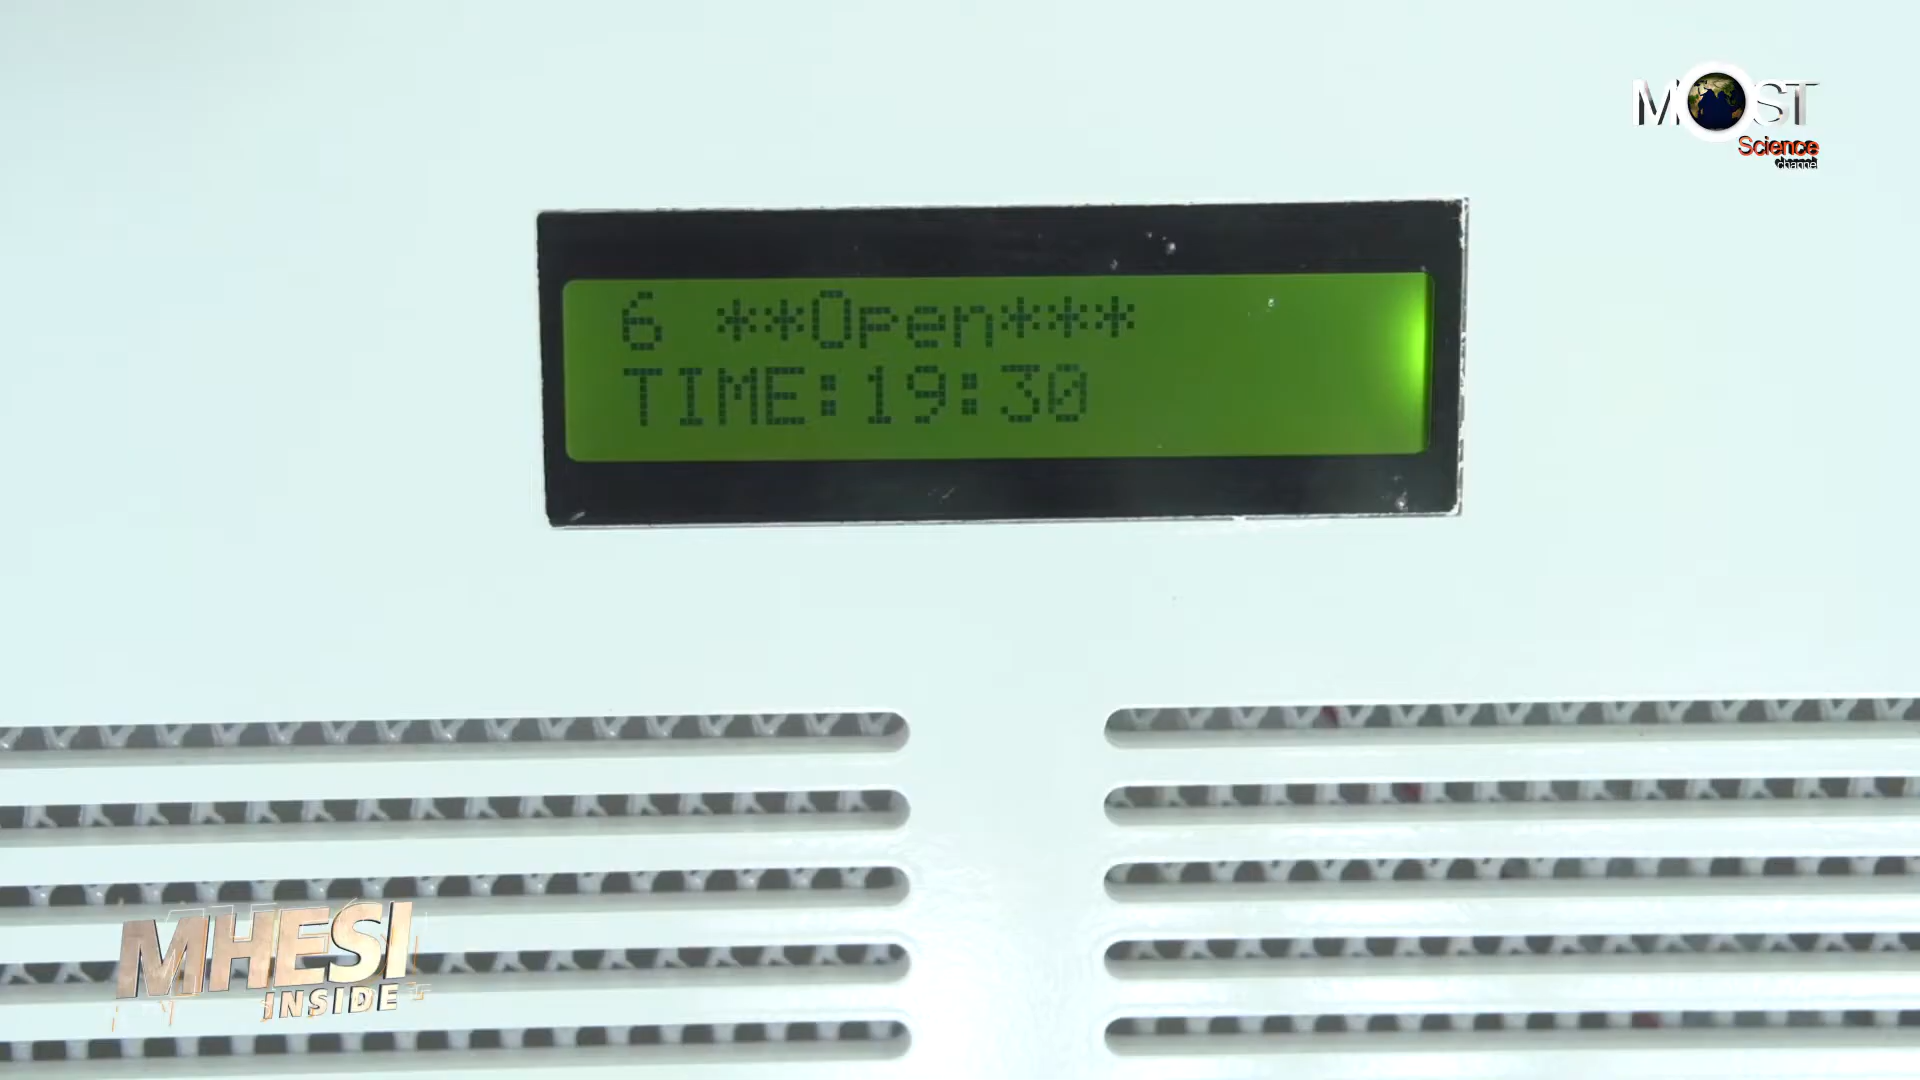 MOST
Science
channel
6 **Open***
TIME:19:30
MHESI
INSIDE